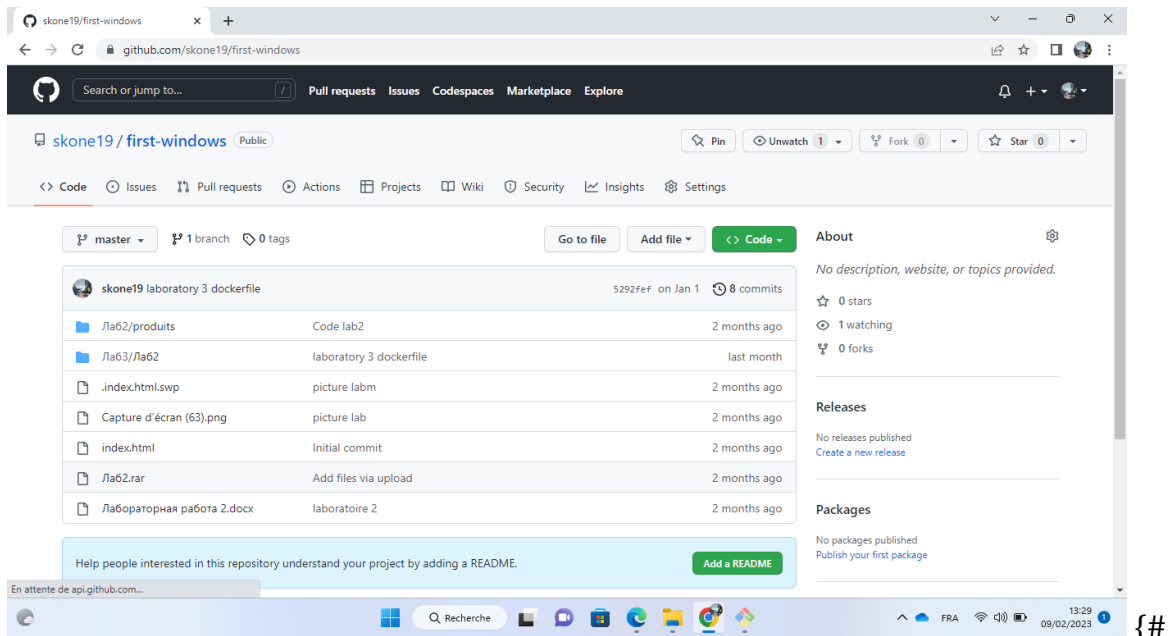 skone19/first-windows
github.com/skone19/first-windows
Search or jump to... / Pull requests Issues Codespaces Marketplace Explore
skone19 / first-windows Public Pin Unwatch 1 Fork 0 Star 0
Code Issues Pull requests Actions Projects Wiki Security Insights Settings
master 1 branch 0 tags Go to file Add file Code
skone19 laboratory 3 dockerfile 5292fef on Jan 1 8 commits
Ла62/produits Code lab2 2 months ago
Ла63//Ла62 laboratory 3 dockerfile last month
.index.html.swp picture labm 2 months ago
Capture d'écran (63).png picture lab 2 months ago
index.html Initial commit 2 months ago
Ла62.rar Add files via upload 2 months ago
Лабораторная работа 2.docx laboratoire 2 2 months ago
Help people interested in this repository understand your project by adding a README. Add a README
About
No description, website, or topics provided.
0 stars
1 watching
0 forks
Releases
No releases published
Create a new release
Packages
No packages published
Publish your first package
En attente de api.github.com...
Recherche FRA 13:29
09/02/2023 1
{#